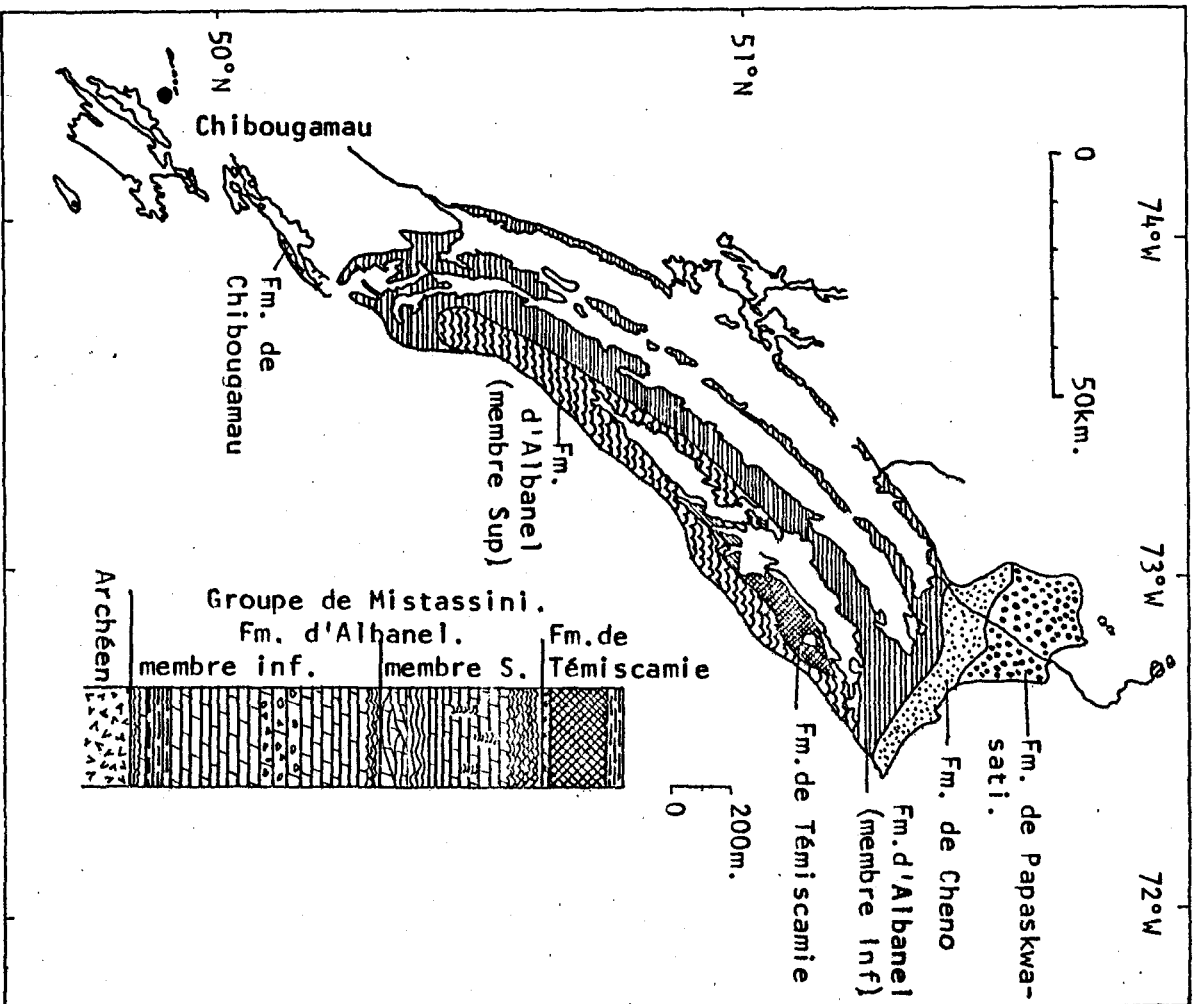 50°N
51°N
74°W
73°W
72°W
0
50km.
Chibougamau
Fm. de
Chibougamau
Fm.
d'Albanel
(membre Sup)
Fm. de Papaskwa-
sati.
Fm. de Cheno
Fm.d'Albanel
(membre Inf)
Fm.de Témiscamie
Archéen
Groupe de Mistassini.
Fm. d'Albanel.
membre inf.
membre S.
Fm.de
Témiscamie
0
200m.